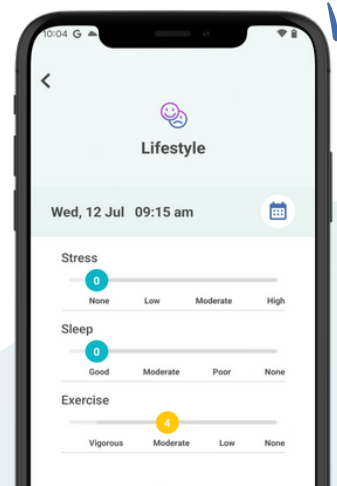 10:04 G
Lifestyle
Wed, 12 Jul 09:15 am
Stress
0
None Low Moderate High
Sleep
0
Good Moderate Poor None
Exercise
4
Vigorous Moderate Low None